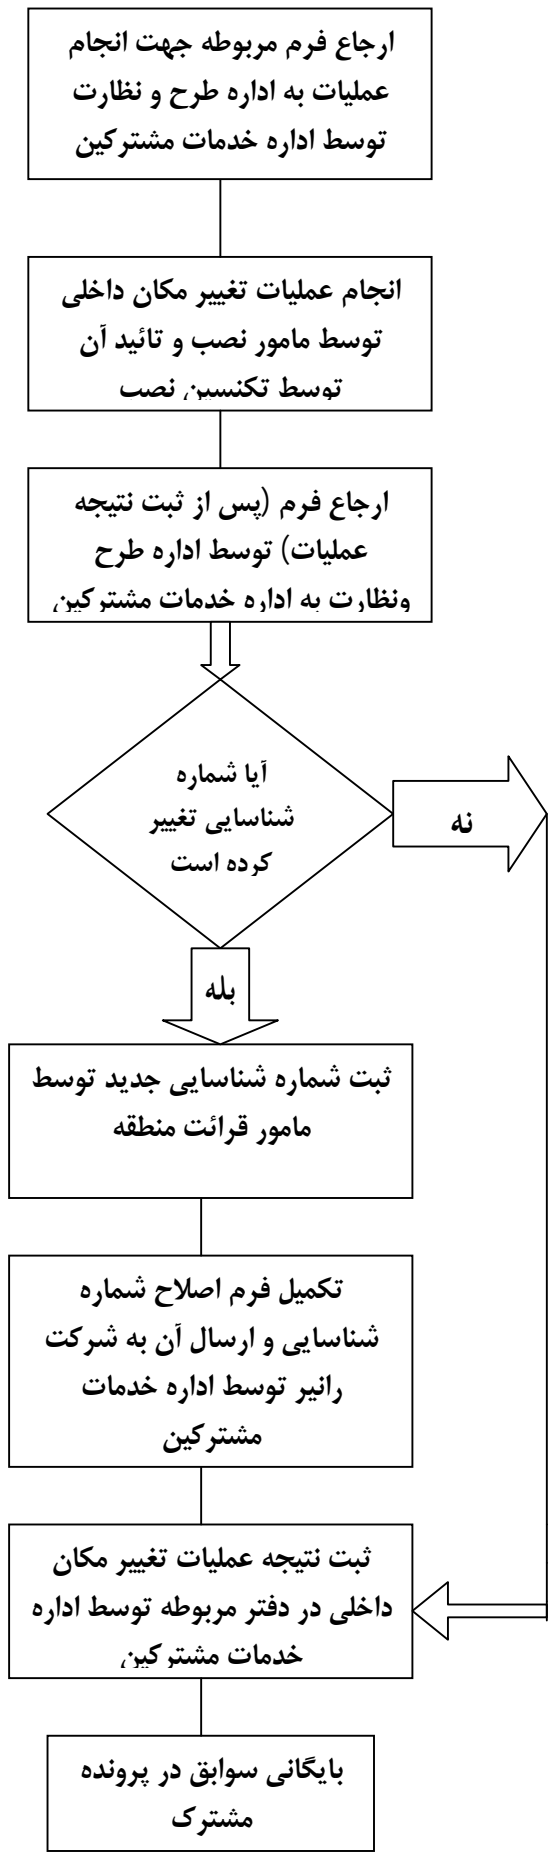 ارجاع فرم مربوطه جهت انجام
عملیات به اداره طرح و نظارت
توسط اداره خدمات مشترکین
انجام عملیات تغییر مکان داخلی
توسط مامور نصب و تائید آن
توسط تکنسین نصب
ارجاع فرم (پس از ثبت نتیجه
عملیات) توسط اداره طرح
ونظارت به اداره خدمات مشترکین
آیا شماره
شناسایی تغییر
کرده است
نه
بله
ثبت شماره شناسایی جدید توسط
مامور قرائت منطقه
تکمیل فرم اصلاح شماره
شناسایی و ارسال آن به شرکت
رانیر توسط اداره خدمات
مشترکین
ثبت نتیجه عملیات تغییر مکان
داخلی در دفتر مربوطه توسط اداره
خدمات مشترکین
بایگانی سوابق در پرونده
مشترک